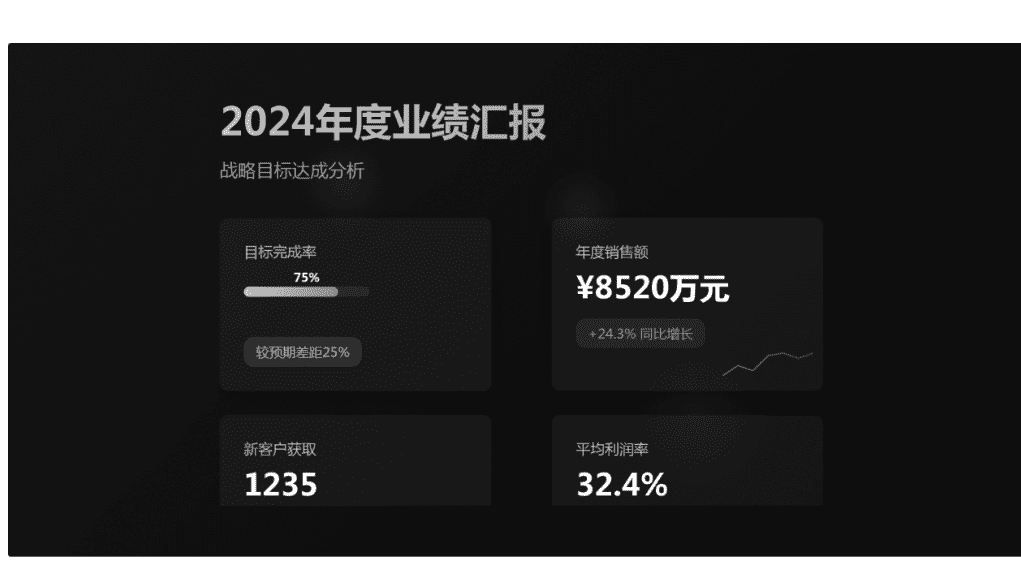 2024年度业绩汇报
战略目标达成分析
目标完成率
75%
较预期差距25%
年度销售额
¥8520万元
+24.3% 同比增长
新客户获取
1235
平均利润率
32.4%